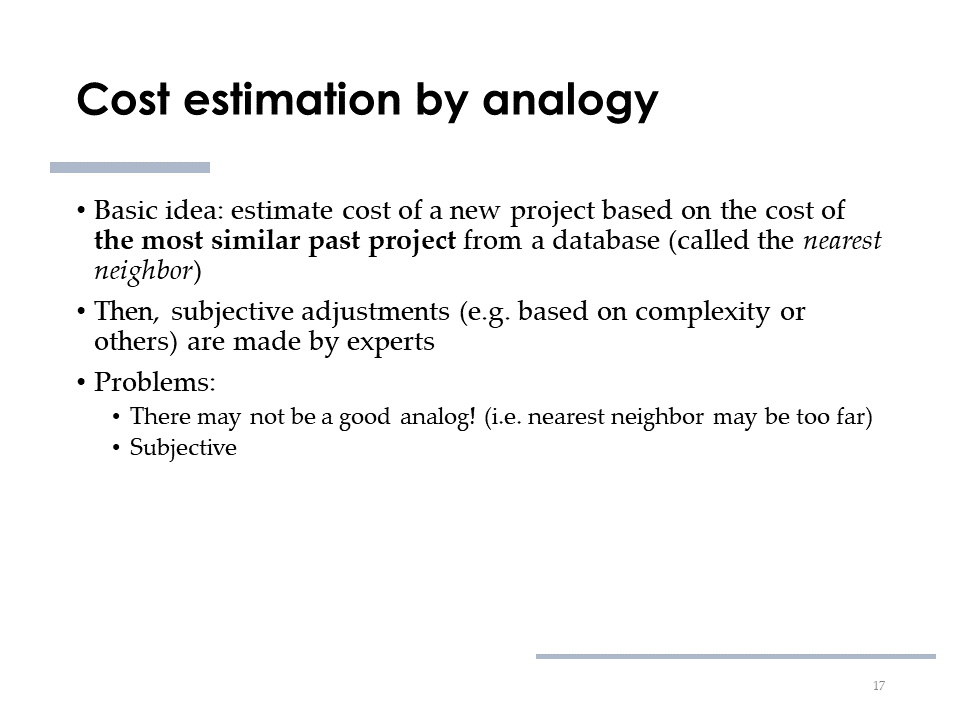 Cost estimation by analogy
• Basic idea: estimate cost of a new project based on the cost of
the most similar past project from a database (called the nearest
neighbor)
• Then, subjective adjustments (e.g. based on complexity or
others) are made by experts
• Problems:
• There may not be a good analog! (i.e. nearest neighbor may be too far)
• Subjective
17